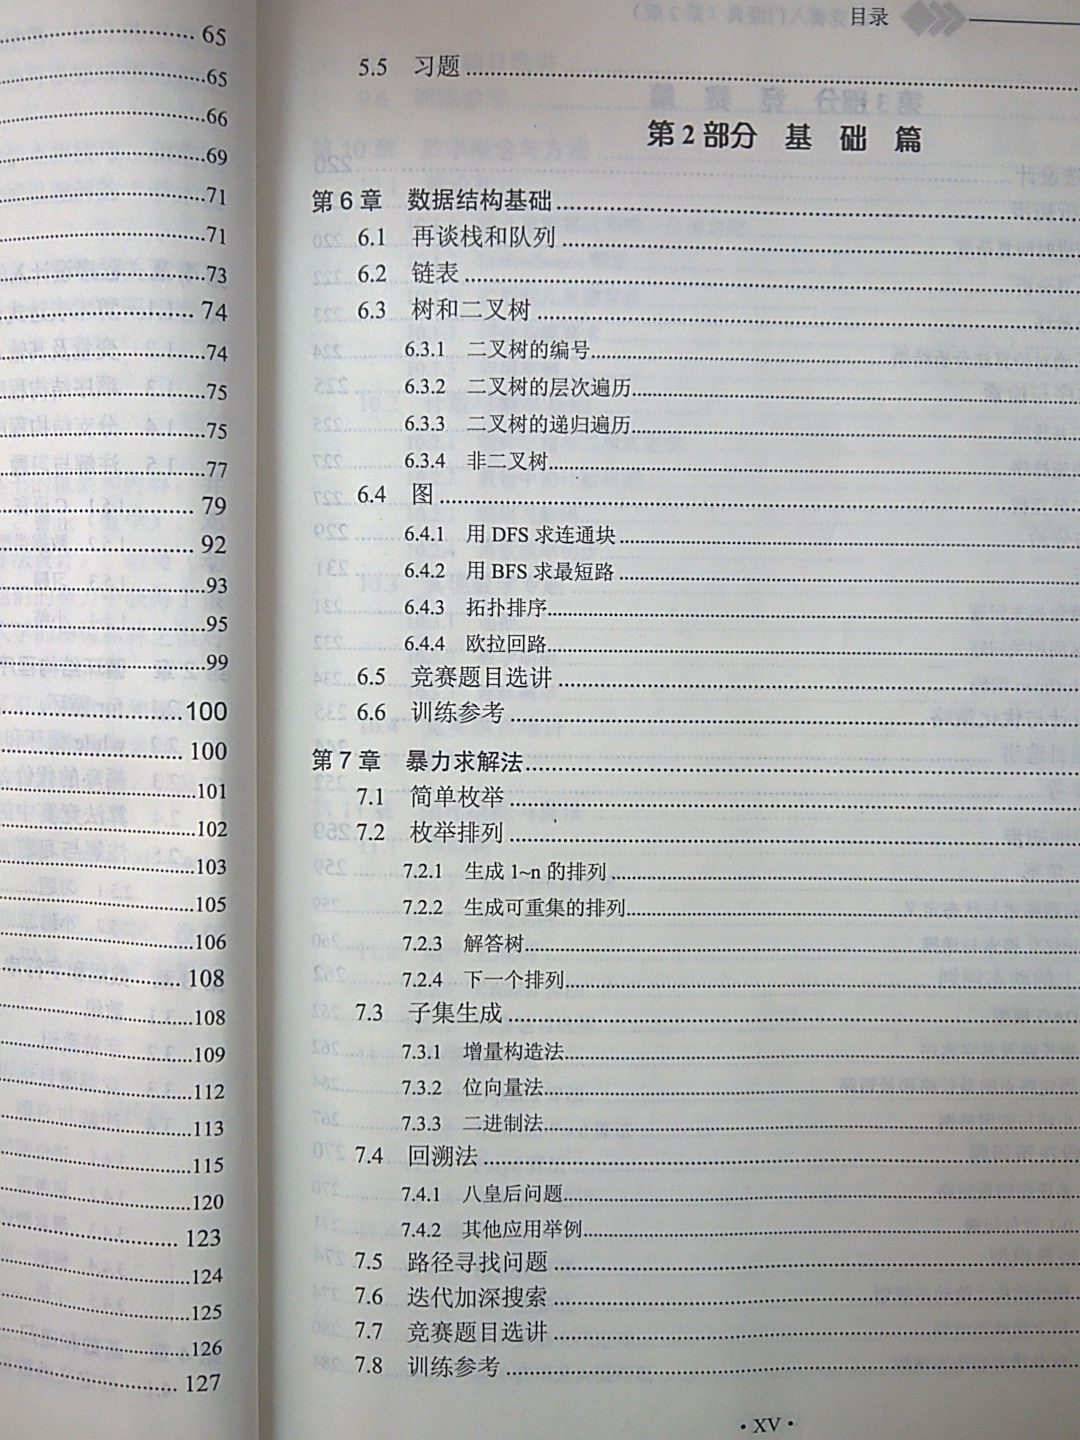 65
65
66
69
71
71
73
74
74
75
75
77
79
92
93
95
99
100
100
101
102
103
105
106
108
108
109
112
113
115
120
123
124
125
126
127
目录
5.5 习题
第2部分 基 础 篇
第6章 数据结构基础
6.1 再谈栈和队列
6.2 链表
6.3 树和二叉树
6.3.1 二叉树的编号
6.3.2 二叉树的层次遍历
6.3.3 二叉树的递归遍历
6.3.4 非二叉树
6.4 图
6.4.1 用 DFS 求连通块
6.4.2 用 BFS 求最短路
6.4.3 拓扑排序
6.4.4 欧拉回路
6.5 竞赛题目选讲
6.6 训练参考
第7章 暴力求解法
7.1 简单枚举
7.2 枚举排列
7.2.1 生成 1~n 的排列
7.2.2 生成可重集的排列
7.2.3 解答树
7.2.4 下一个排列
7.3 子集生成
7.3.1 增量构造法
7.3.2 位向量法
7.3.3 二进制法
7.4 回溯法
7.4.1 八皇后问题
7.4.2 其他应用举例
7.5 路径寻找问题
7.6 迭代加深搜索
7.7 竞赛题目选讲
7.8 训练参考
· XV ·